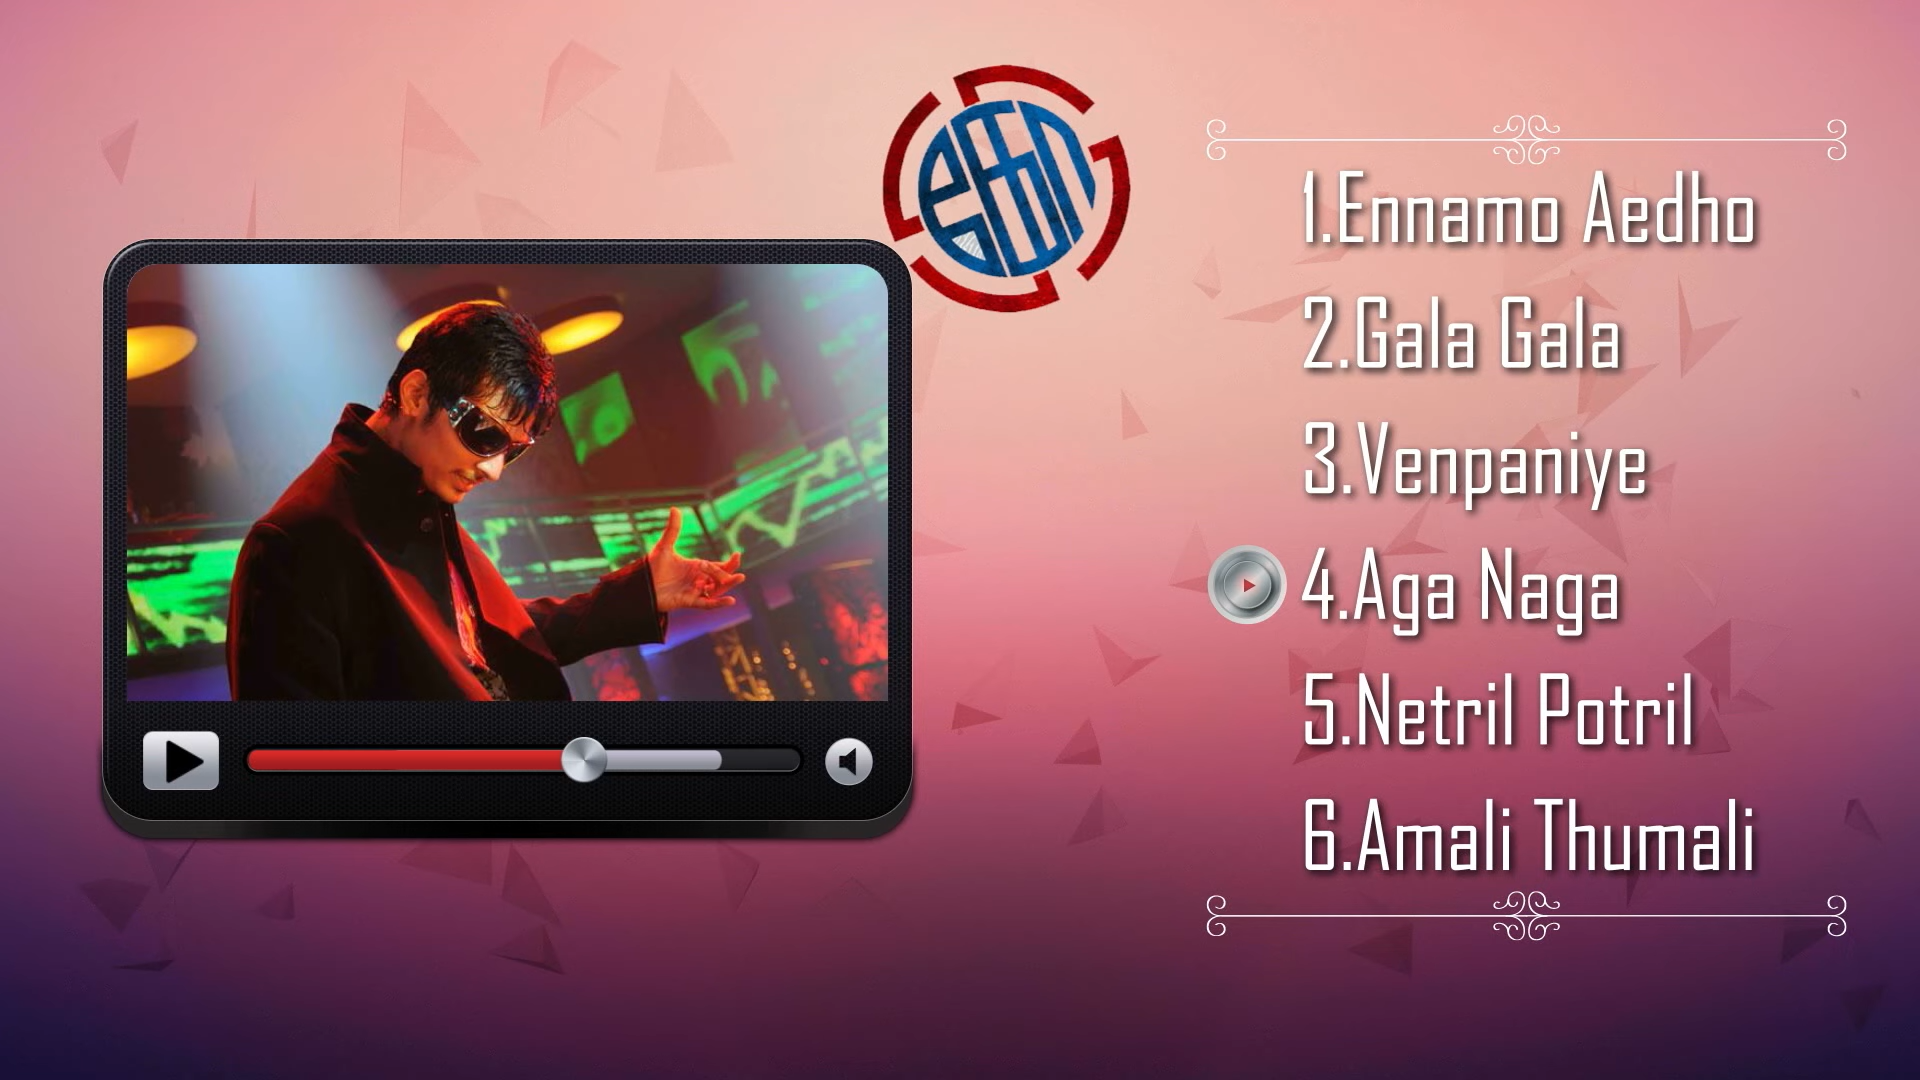 கோ
1.Ennamo Aedho
2.Gala Gala
3.Venpaniye
4.Aga Naga
5.Netril Potril
6.Amali Thumali